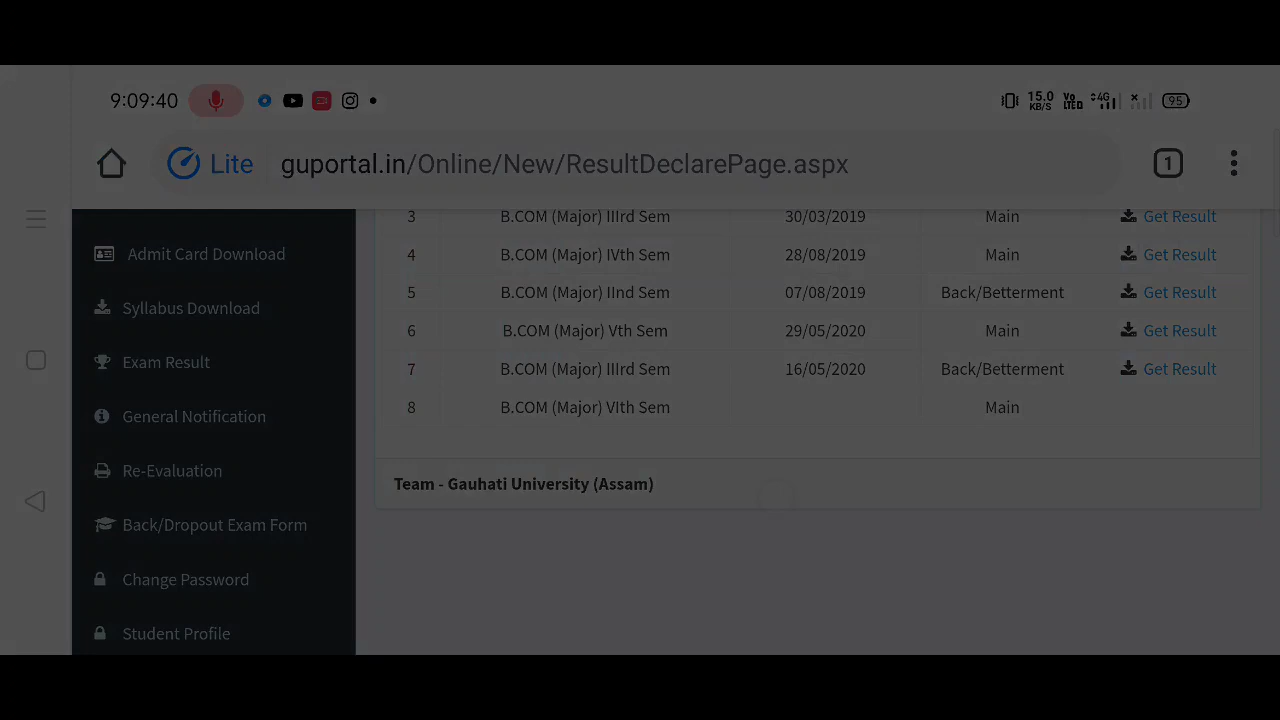 9:09:40
15.0 KB/S Vo LTED 4G 95
Lite guportal.in/Online/New/ResultDeclarePage.aspx 1
3 B.COM (Major) IIIrd Sem 30/03/2019 Main Get Result
Admit Card Download
4 B.COM (Major) IVth Sem 28/08/2019 Main Get Result
5 B.COM (Major) IInd Sem 07/08/2019 Back/Betterment Get Result
Syllabus Download
6 B.COM (Major) Vth Sem 29/05/2020 Main Get Result
Exam Result
7 B.COM (Major) IIIrd Sem 16/05/2020 Back/Betterment Get Result
General Notification
8 B.COM (Major) VIth Sem Main
Re-Evaluation
Team - Gauhati University (Assam)
Back/Dropout Exam Form
Change Password
Student Profile